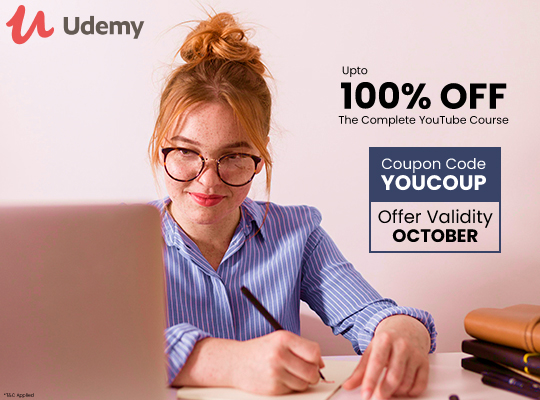 Udemy
Upto
100% OFF
The Complete YouTube Course
Coupon Code
YOUCOUP
Offer Validity
OCTOBER
*T&C Applied